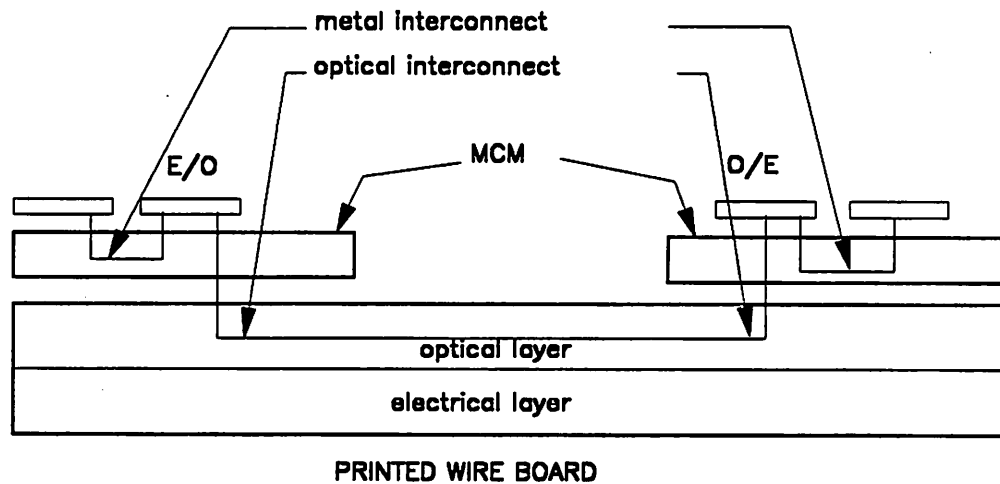 metal interconnect
optical interconnect
E/O
MCM
O/E
optical layer
electrical layer
PRINTED WIRE BOARD